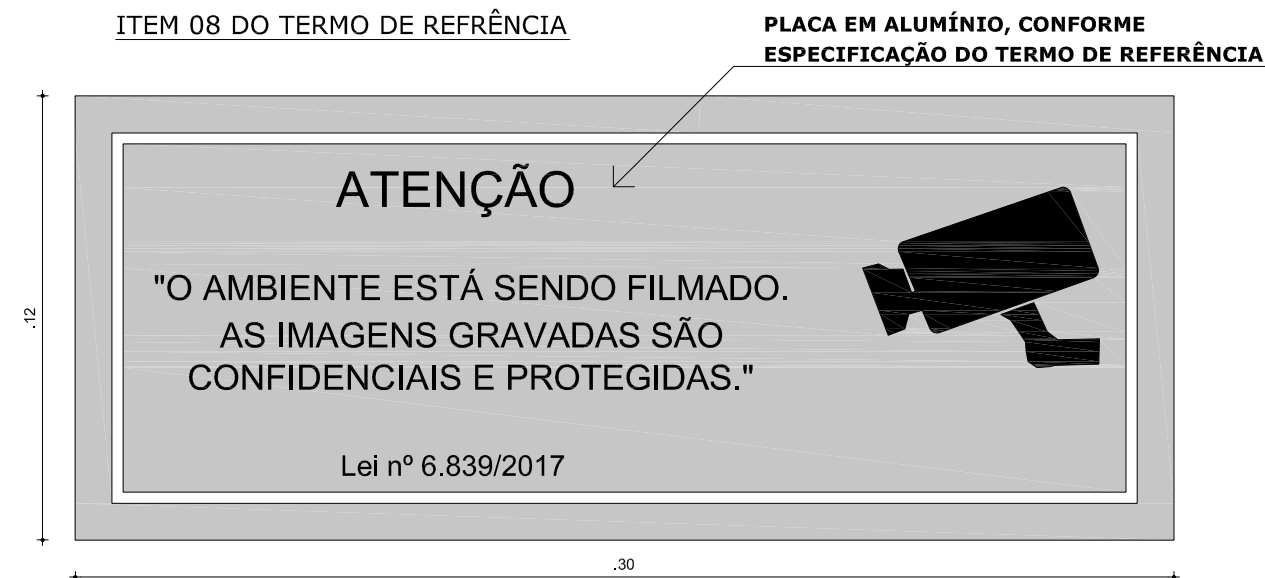 ITEM 08 DO TERMO DE REFRÊNCIA
PLACA EM ALUMÍNIO, CONFORME
ESPECIFICAÇÃO DO TERMO DE REFERÊNCIA
ATENÇÃO
"O AMBIENTE ESTÁ SENDO FILMADO.
AS IMAGENS GRAVADAS SÃO
CONFIDENCIAIS E PROTEGIDAS."
Lei nº 6.839/2017
.12
.30